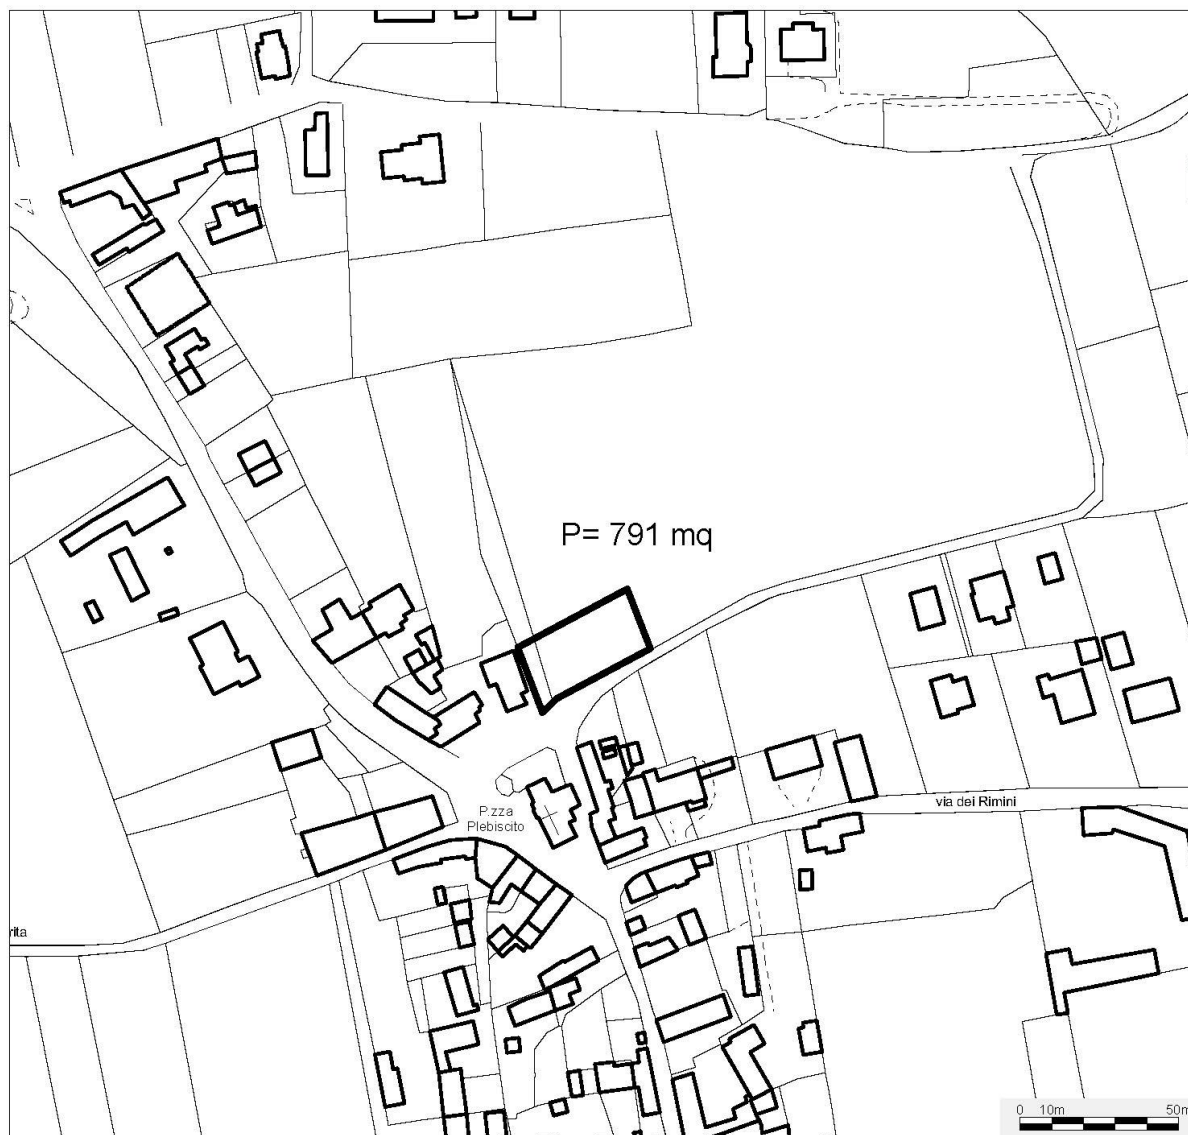 P= 791 mq
P.zza
Plebiscito
via dei Rimini
rita
0 10m 50m